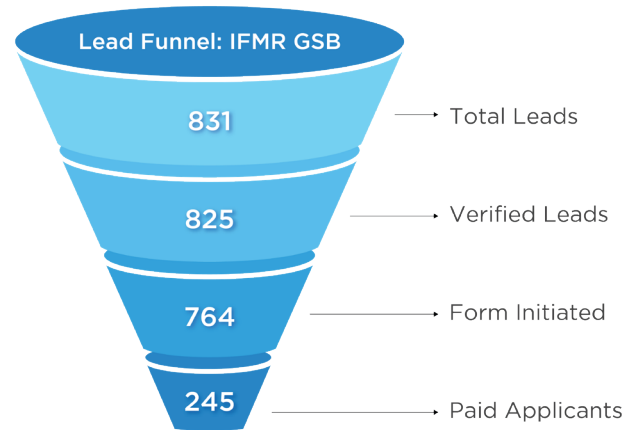 Lead Funnel: IFMR GSB
831
Total Leads
825
Verified Leads
764
Form Initiated
245
Paid Applicants